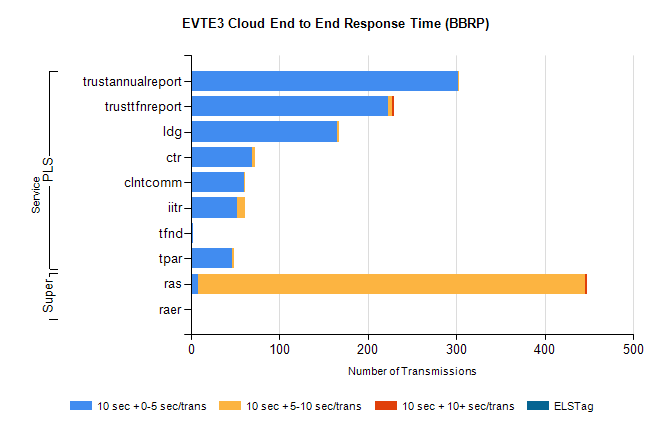 EVTE3 Cloud End to End Response Time (BBRP)
trustannualreport
trusttfnreport
ldg
ctr
clntcomm
iitr
tfnd
tpar
ras
raer
Service
PLS
Super
0 100 200 300 400 500
Number of Transmissions
10 sec +0-5 sec/trans 10 sec +5-10 sec/trans 10 sec + 10+ sec/trans ELSTag